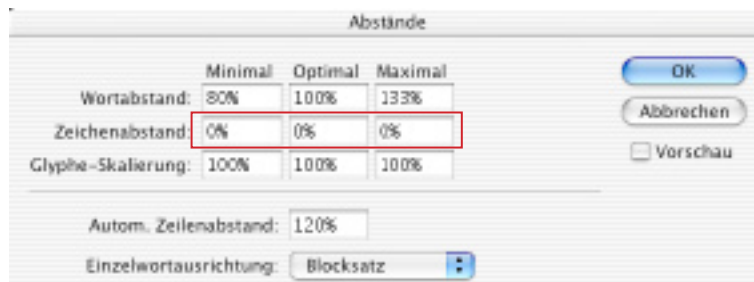 Abstände
Minimal Optimal Maximal
Wortabstand: 80% 100% 133%
Zeichenabstand: 0% 0% 0%
Glyphe-Skalierung: 100% 100% 100%
Autom. Zeilenabstand: 120%
Einzelwortausrichtung: Blocksatz
OK
Abbrechen
Vorschau